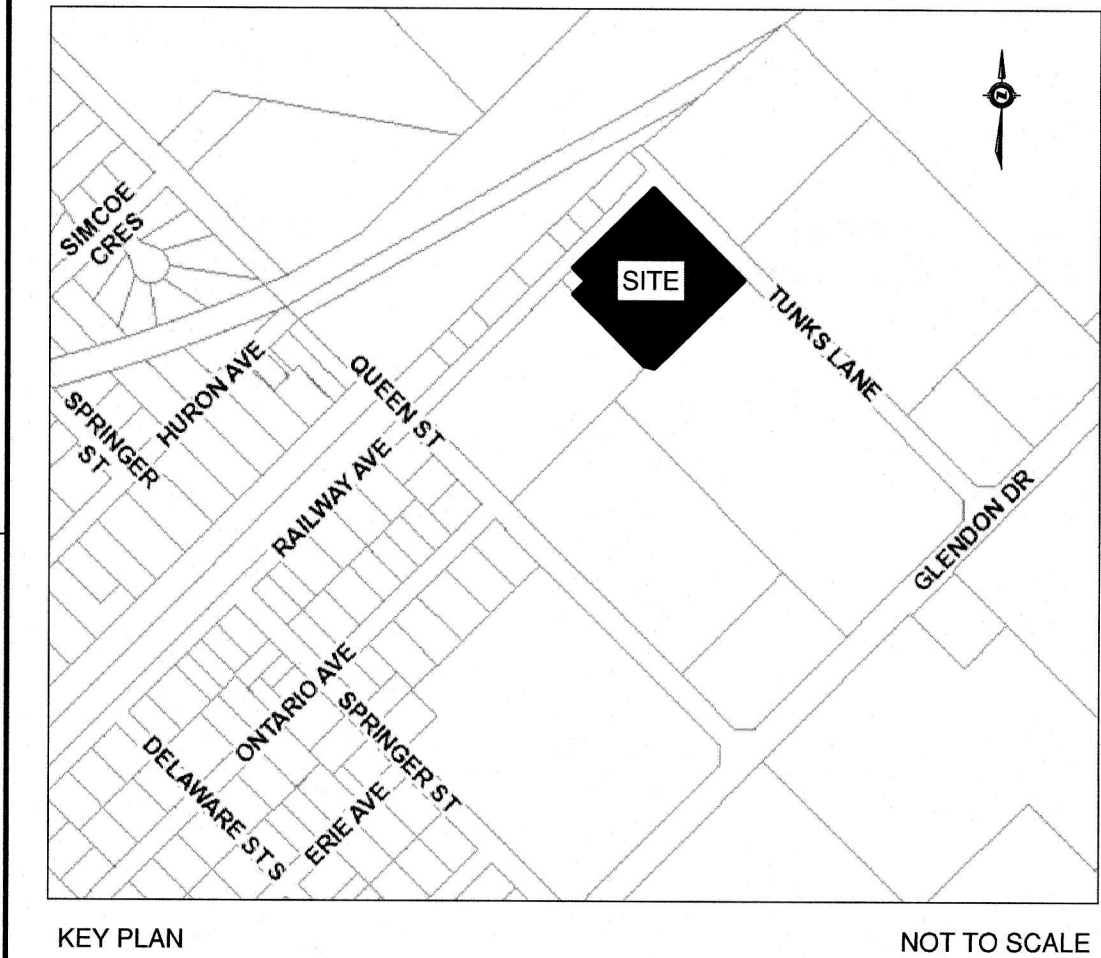 SIMCOE
CRES
SITE
TUNKS LANE
HURON AVE
QUEEN ST
SPRINGER
ST
RAILWAY AVE
GLENDON DR
ONTARIO AVE
SPRINGER ST
DELAWARE ST S
ERIE AVE
KEY PLAN
NOT TO SCALE